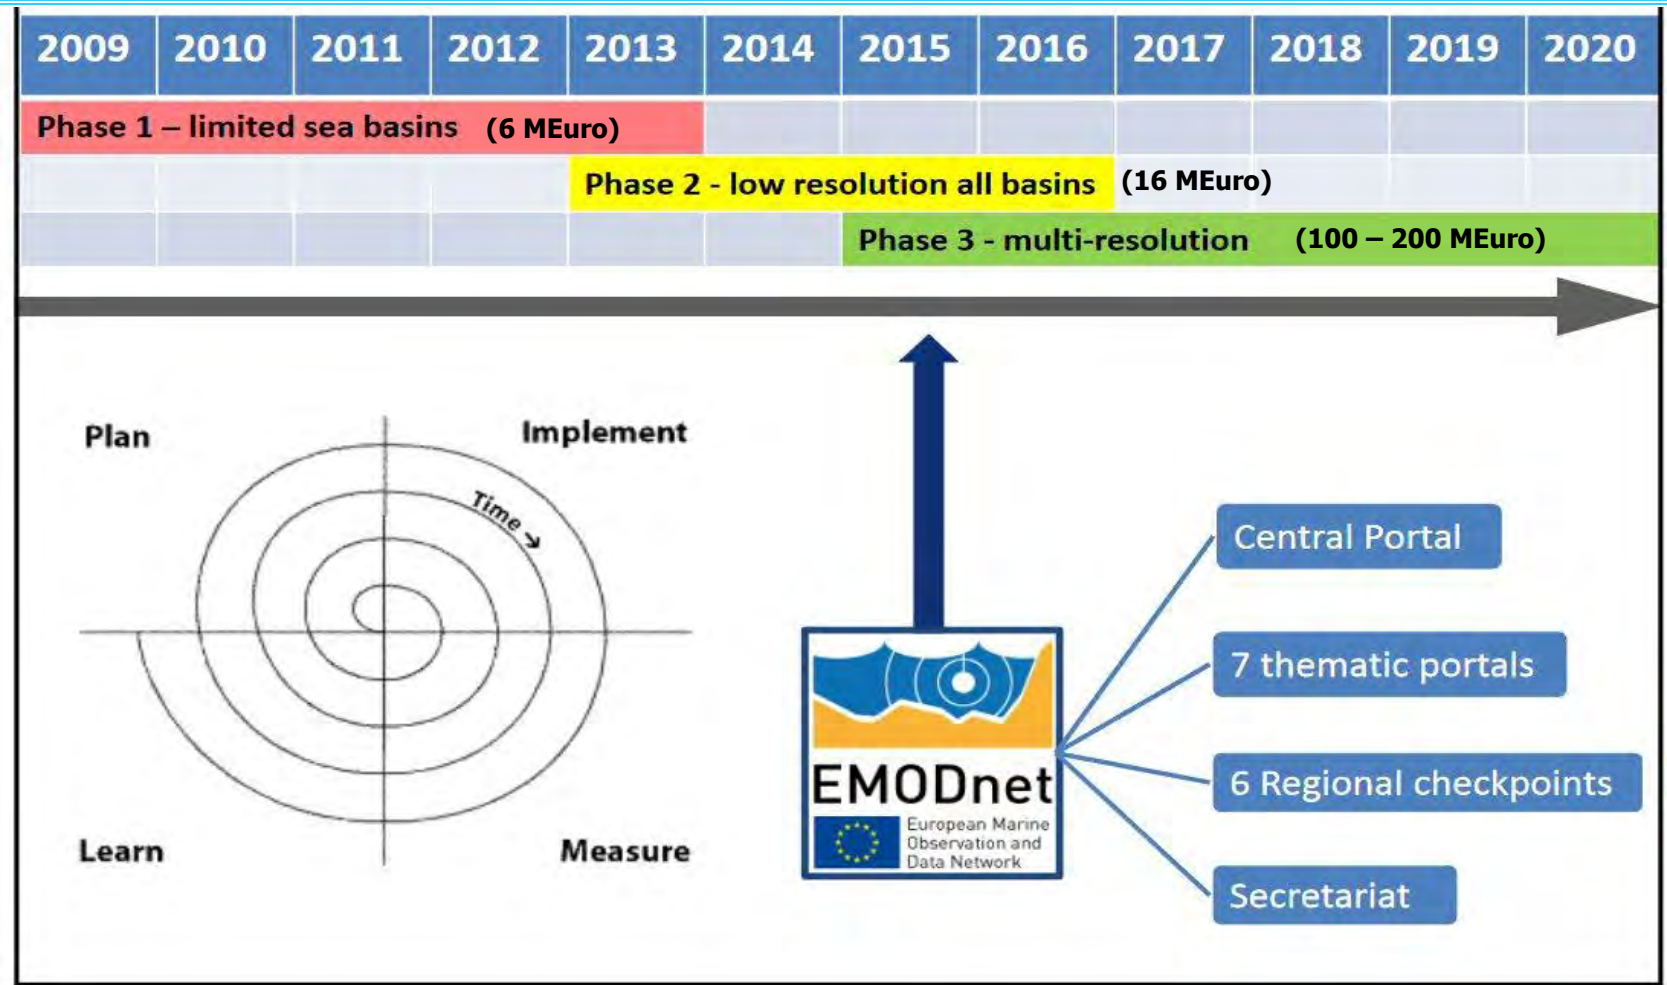 2009 2010 2011 2012 2013 2014 2015 2016 2017 2018 2019 2020
Phase 1 – limited sea basins (6 MEuro)
Phase 2 - low resolution all basins (16 MEuro)
Phase 3 - multi-resolution (100 – 200 MEuro)
Plan
Implement
Time →
Learn
Measure
EMODnet
European Marine
Observation and
Data Network
Central Portal
7 thematic portals
6 Regional checkpoints
Secretariat